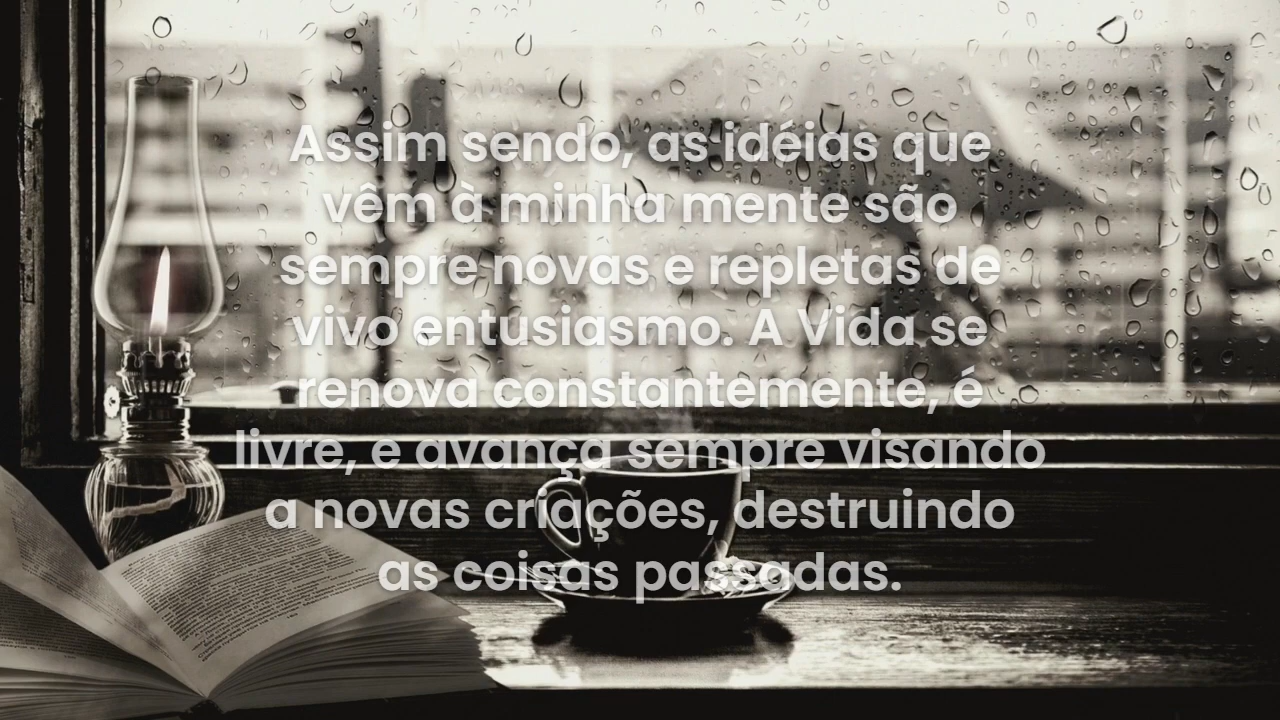 Assim sendo, as idéias que
vêm à minha mente são
sempre novas e repletas de
vivo entusiasmo. A Vida se
renova constantemente, é
livre, e avança sempre visando
a novas criações, destruindo
as coisas passadas.